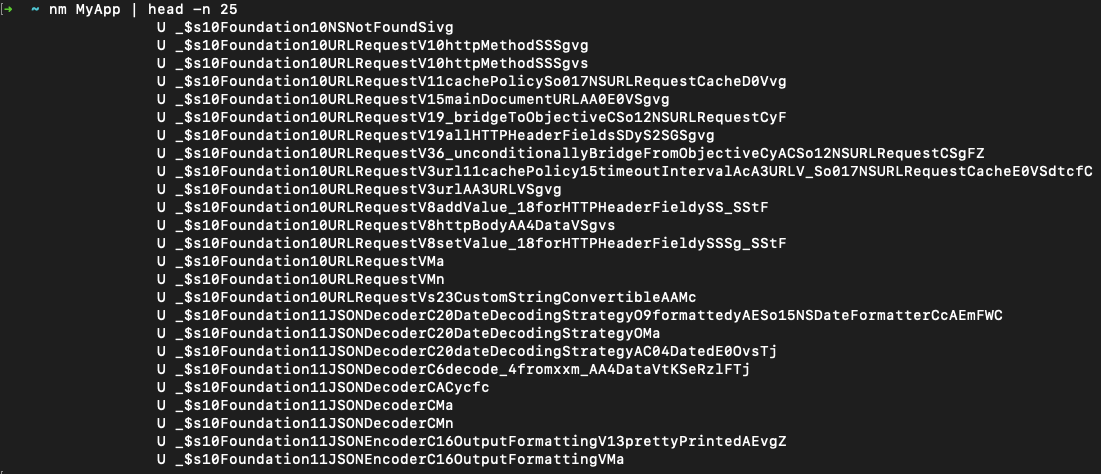 ➜ ~ nm MyApp | head -n 25
U _$s10Foundation10NSNotFoundSivg
U _$s10Foundation10URLRequestV10httpMethodSSSgvg
U _$s10Foundation10URLRequestV10httpMethodSSSgvs
U _$s10Foundation10URLRequestV11cachePolicySo017NSURLRequestCacheD0Vvg
U _$s10Foundation10URLRequestV15mainDocumentURLAA0E0VSgvg
U _$s10Foundation10URLRequestV19_bridgeToObjectiveCSo12NSURLRequestCyF
U _$s10Foundation10URLRequestV19allHTTPHeaderFieldsSDyS2SGSgvg
U _$s10Foundation10URLRequestV36_unconditionallyBridgeFromObjectiveCyACSo12NSURLRequestCSgFZ
U _$s10Foundation10URLRequestV3url11cachePolicy15timeoutIntervalAcA3URLV_So017NSURLRequestCacheE0VSdtcfC
U _$s10Foundation10URLRequestV3urlAA3URLVSgvg
U _$s10Foundation10URLRequestV8addValue_18forHTTPHeaderFieldySS_SStF
U _$s10Foundation10URLRequestV8httpBodyAA4DataVSgvs
U _$s10Foundation10URLRequestV8setValue_18forHTTPHeaderFieldySSSg_SStF
U _$s10Foundation10URLRequestVMa
U _$s10Foundation10URLRequestVMn
U _$s10Foundation10URLRequestVs23CustomStringConvertibleAAMc
U _$s10Foundation11JSONDecoderC20DateDecodingStrategyO9formattedyAESo15NSDateFormatterCcAEmFWC
U _$s10Foundation11JSONDecoderC20DateDecodingStrategyOMa
U _$s10Foundation11JSONDecoderC20dateDecodingStrategyAC04DatedE0OvsTj
U _$s10Foundation11JSONDecoderC6decode_4fromxxm_AA4DataVtKSeRzlFTj
U _$s10Foundation11JSONDecoderCACycfc
U _$s10Foundation11JSONDecoderCMa
U _$s10Foundation11JSONDecoderCMn
U _$s10Foundation11JSONEncoderC16OutputFormattingV13prettyPrintedAEvgZ
U _$s10Foundation11JSONEncoderC16OutputFormattingVMa